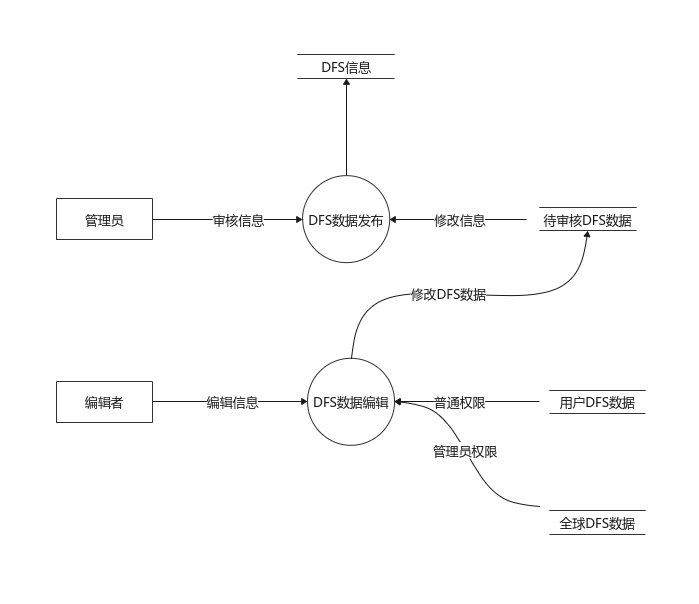 DFS信息
管理员
审核信息
DFS数据发布
修改信息
待审核DFS数据
修改DFS数据
编辑者
编辑信息
DFS数据编辑
普通权限
用户DFS数据
管理员权限
全球DFS数据